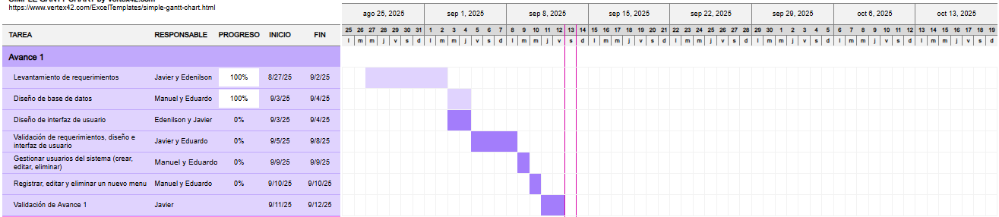 SIMPLE GANTT CHART by Vertex42.com
https://www.vertex42.com/ExcelTemplates/simple-gantt-chart.html
ago 25, 2025 sep 1, 2025 sep 8, 2025 sep 15, 2025 sep 22, 2025 sep 29, 2025 oct 6, 2025 oct 13, 2025
25 26 27 28 29 30 31 1 2 3 4 5 6 7 8 9 10 11 12 13 14 15 16 17 18 19 20 21 22 23 24 25 26 27 28 29 30 1 2 3 4 5 6 7 8 9 10 11 12 13 14 15 16 17 18 19
TAREA RESPONSABLE PROGRESO INICIO FIN
l m m j v s d l m m j v s d l m m j v s d l m m j v s d l m m j v s d l m m j v s d l m m j v s d l m m j v s d
Avance 1
Levantamiento de requerimientos Javier y Edenilson 100% 8/27/25 9/2/25
Diseño de base de datos Manuel y Eduardo 100% 9/3/25 9/4/25
Diseño de interfaz de usuario Edenilson y Javier 0% 9/3/25 9/4/25
Validación de requerimientos, diseño e
interfaz de usuario Javier y Eduardo 0% 9/5/25 9/8/25
Gestionar usuarios del sistema (crear,
editar, eliminar) Manuel y Eduardo 0% 9/9/25 9/9/25
Registrar, editar y eliminar un nuevo menu Manuel y Eduardo 0% 9/10/25 9/10/25
Validación de Avance 1 Javier 9/11/25 9/12/25